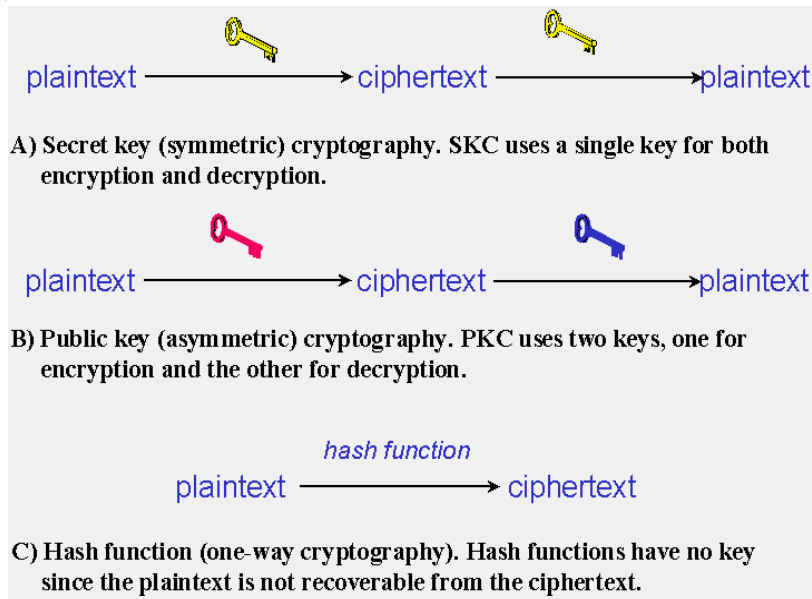 plaintext ciphertext plaintext
A) Secret key (symmetric) cryptography. SKC uses a single key for both
encryption and decryption.
plaintext ciphertext plaintext
B) Public key (asymmetric) cryptography. PKC uses two keys, one for
encryption and the other for decryption.
hash function
plaintext ciphertext
C) Hash function (one-way cryptography). Hash functions have no key
since the plaintext is not recoverable from the ciphertext.